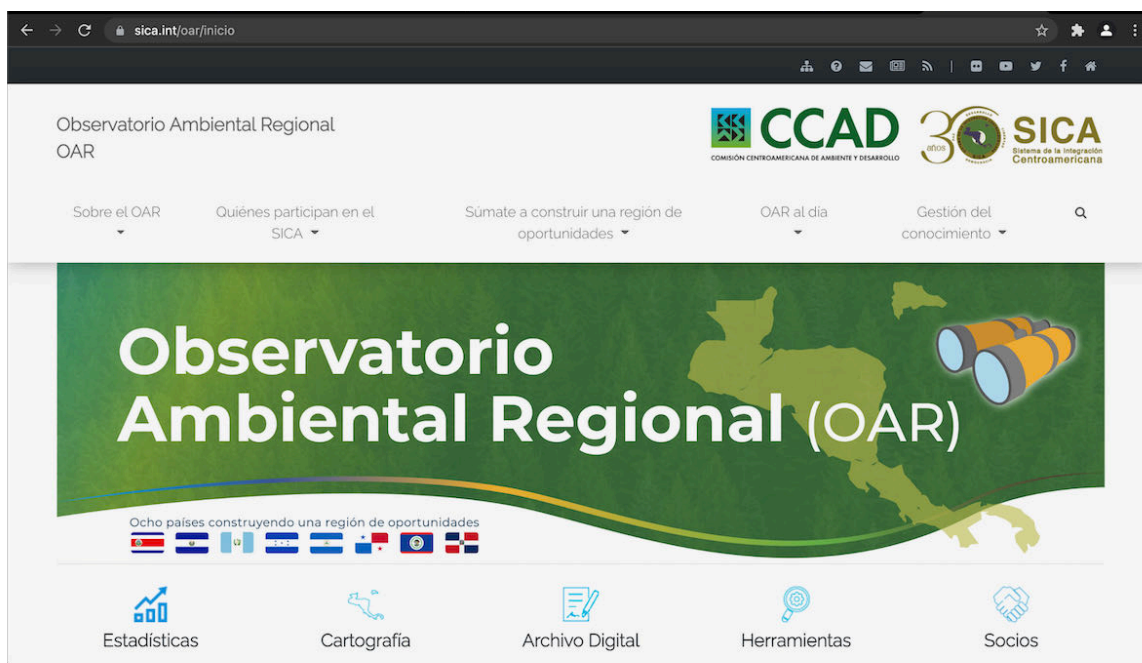 sica.int/oar/inicio
Observatorio Ambiental Regional
OAR
CCAD
COMISIÓN CENTROAMERICANA DE AMBIENTE Y DESARROLLO
30
años
SICA
Sistema de la Integración
Centroamericana
Sobre el OAR
Quiénes participan en el
SICA
Súmate a construir una región de
oportunidades
OAR al día
Gestión del
conocimiento
Observatorio
Ambiental Regional (OAR)
Ocho países construyendo una región de oportunidades
Estadísticas
Cartografía
Archivo Digital
Herramientas
Socios